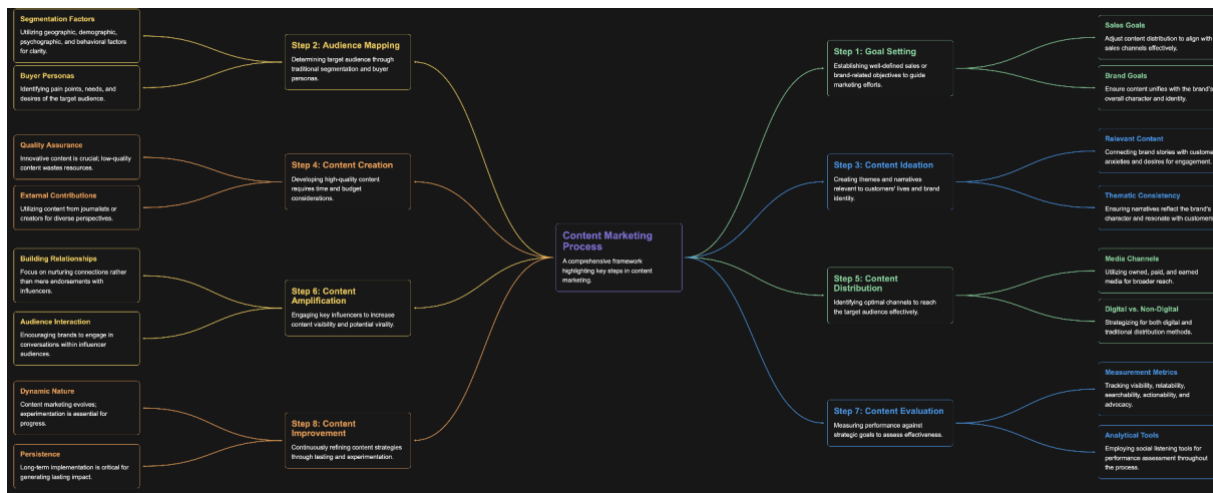 Segmentation Factors
Utilizing geographic, demographic,
psychographic, and behavioral factors
for clarity.
Buyer Personas
Identifying pain points, needs, and
desires of the target audience.
Step 2: Audience Mapping
Determining target audience through
traditional segmentation and buyer
personas.
Quality Assurance
Innovative content is crucial; low-quality
content wastes resources.
External Contributions
Utilizing content from journalists or
creators for diverse perspectives.
Step 4: Content Creation
Developing high-quality content
requires time and budget
considerations.
Building Relationships
Focus on nurturing connections rather
than mere endorsements with
influencers.
Audience Interaction
Encouraging brands to engage in
conversations within influencer
audiences.
Step 6: Content
Amplification
Engaging key influencers to increase
content visibility and potential virality.
Dynamic Nature
Content marketing evolves;
experimentation is essential for
progress.
Persistence
Long-term implementation is critical for
generating lasting impact.
Step 8: Content
Improvement
Continuously refining content strategies
through testing and experimentation.
Content Marketing
Process
A comprehensive framework
highlighting key steps in content
marketing.
Step 1: Goal Setting
Establishing well-defined sales or
brand-related objectives to guide
marketing efforts.
Sales Goals
Adjust content distribution to align with
sales channels effectively.
Brand Goals
Ensure content unifies with the brand's
overall character and identity.
Step 3: Content Ideation
Creating themes and narratives
relevant to customers' lives and brand
identity.
Relevant Content
Connecting brand stories with custome
anxieties and desires for engagement.
Thematic Consistency
Ensuring narratives reflect the brand's
character and resonate with customers
Step 5: Content
Distribution
Identifying optimal channels to reach
the target audience effectively.
Media Channels
Utilizing owned, paid, and earned
media for broader reach.
Digital vs. Non-Digital
Strategizing for both digital and
traditional distribution methods.
Step 7: Content Evaluation
Measuring performance against
strategic goals to assess effectiveness.
Measurement Metrics
Tracking visibility, relatability,
searchability, actionability, and
advocacy.
Analytical Tools
Employing social listening tools for
performance assessment throughout
the process.